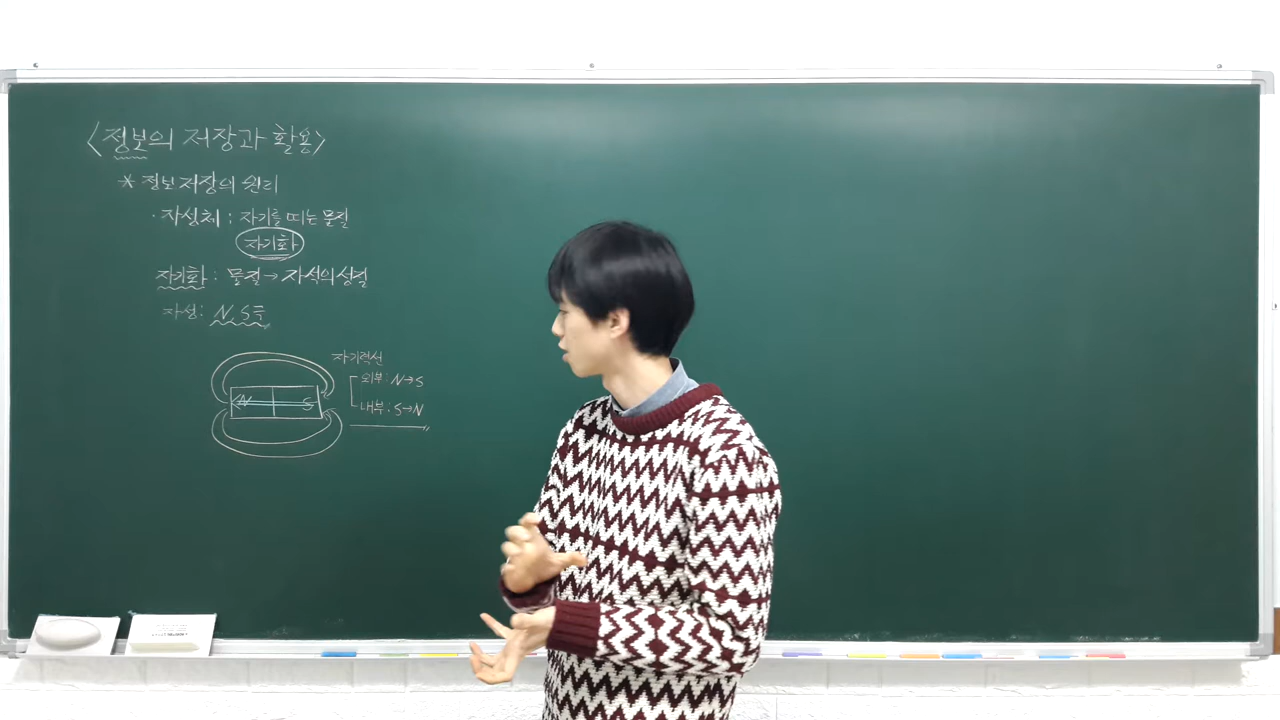 <정보의 저장과 활용>
* 정보 저장의 원리
· 자성체 : 자기를 띠는 물질
자기화
자기화 : 물질 → 자석의 성질
자성 : N, S극
자기력선
외부 : N→S
내부 : S→N
N S